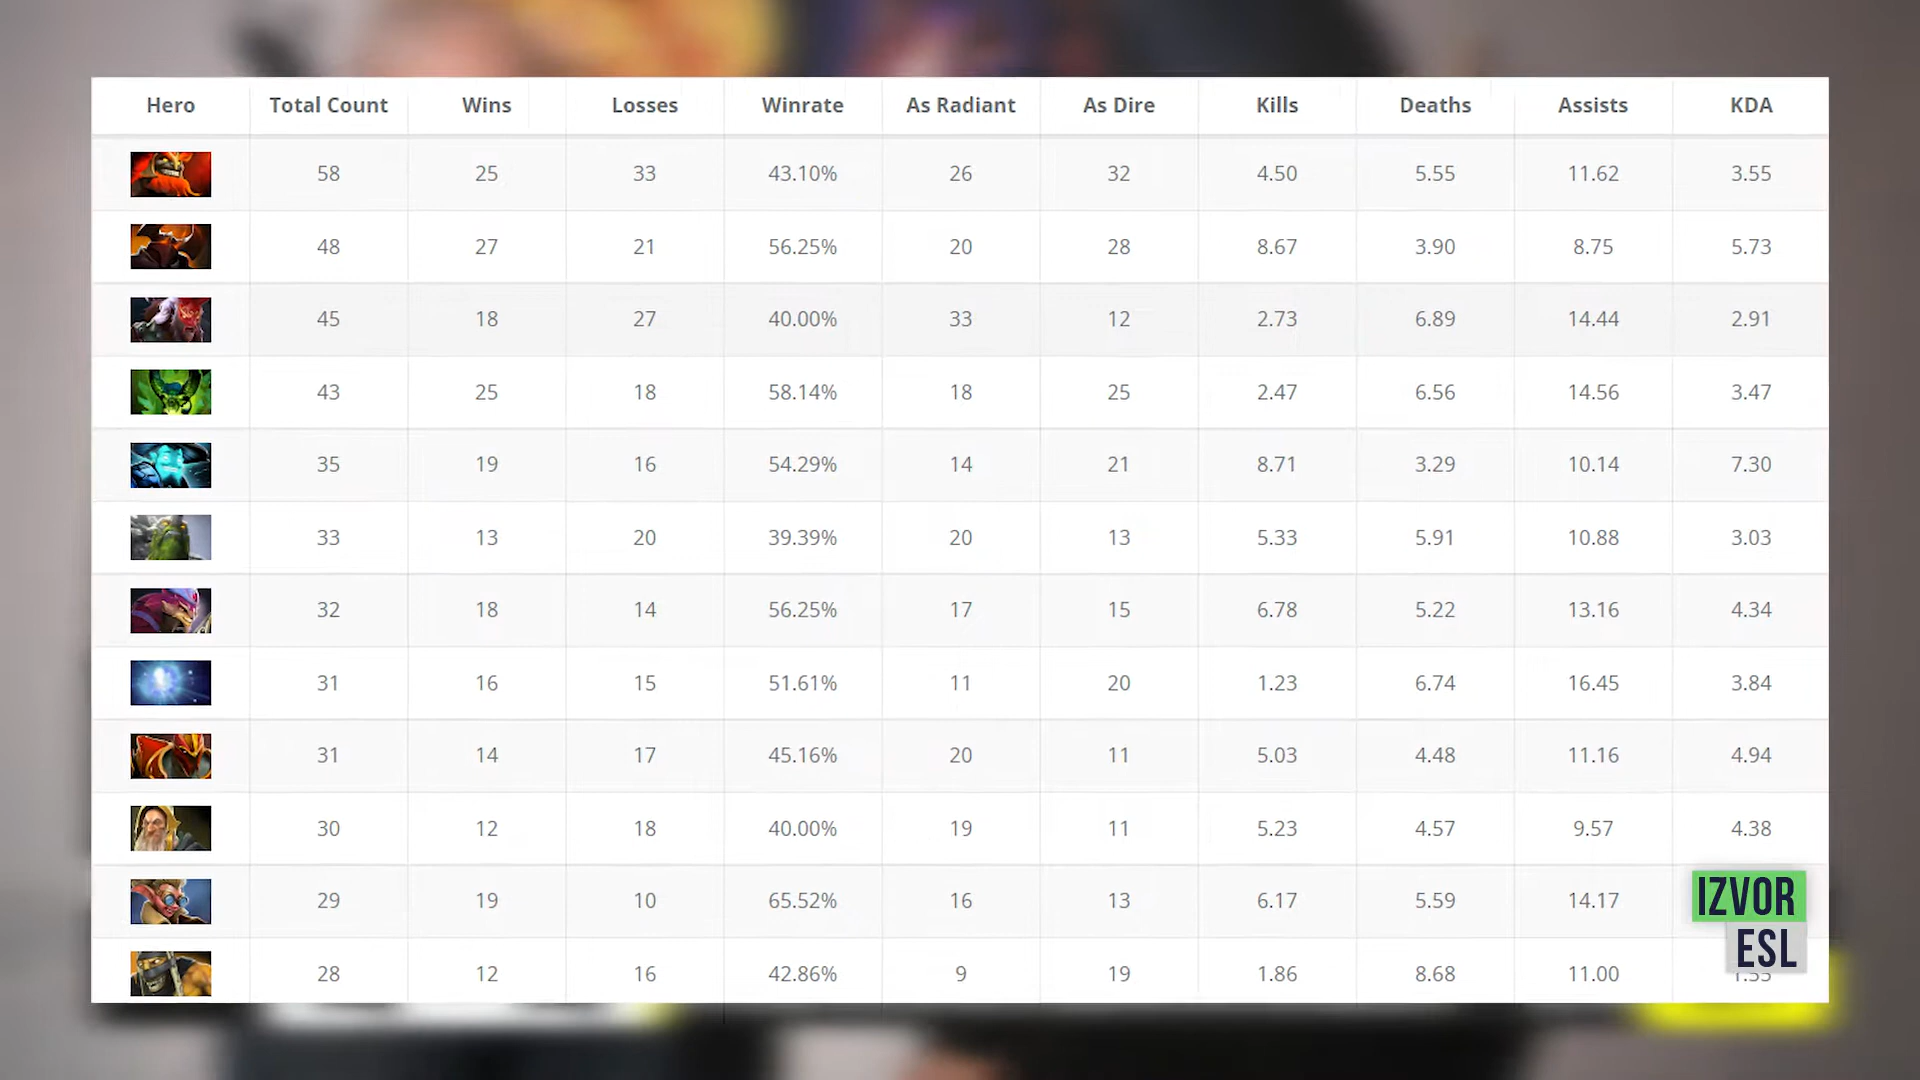 Hero Total Count Wins Losses Winrate As Radiant As Dire Kills Deaths Assists KDA
58 25 33 43.10% 26 32 4.50 5.55 11.62 3.55
48 27 21 56.25% 20 28 8.67 3.90 8.75 5.73
45 18 27 40.00% 33 12 2.73 6.89 14.44 2.91
43 25 18 58.14% 18 25 2.47 6.56 14.56 3.47
35 19 16 54.29% 14 21 8.71 3.29 10.14 7.30
33 13 20 39.39% 20 13 5.33 5.91 10.88 3.03
32 18 14 56.25% 17 15 6.78 5.22 13.16 4.34
31 16 15 51.61% 11 20 1.23 6.74 16.45 3.84
31 14 17 45.16% 20 11 5.03 4.48 11.16 4.94
30 12 18 40.00% 19 11 5.23 4.57 9.57 4.38
29 19 10 65.52% 16 13 6.17 5.59 14.17
IZVOR
ESL
28 12 16 42.86% 9 19 1.86 8.68 11.00